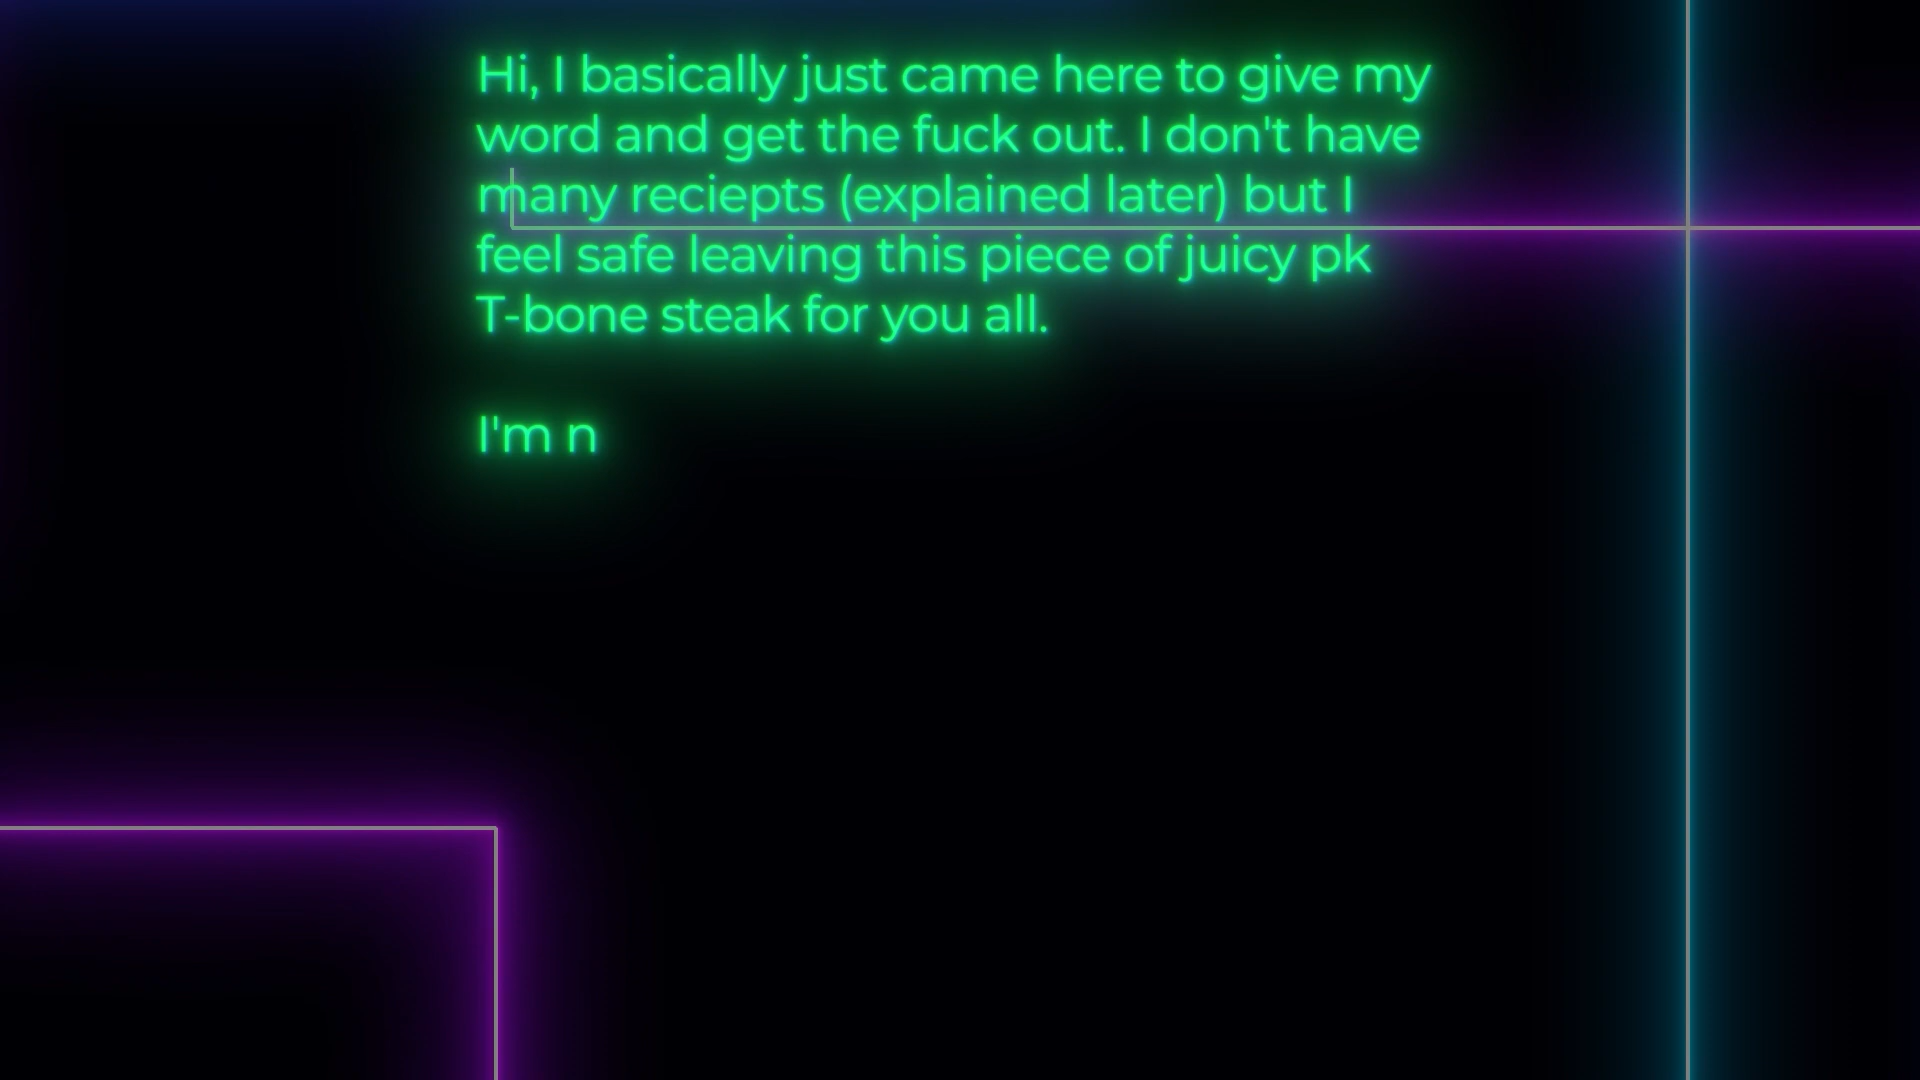 Hi, I basically just came here to give my
word and get the fuck out. I don't have
many reciepts (explained later) but I
feel safe leaving this piece of juicy pk
T-bone steak for you all.
I'm n